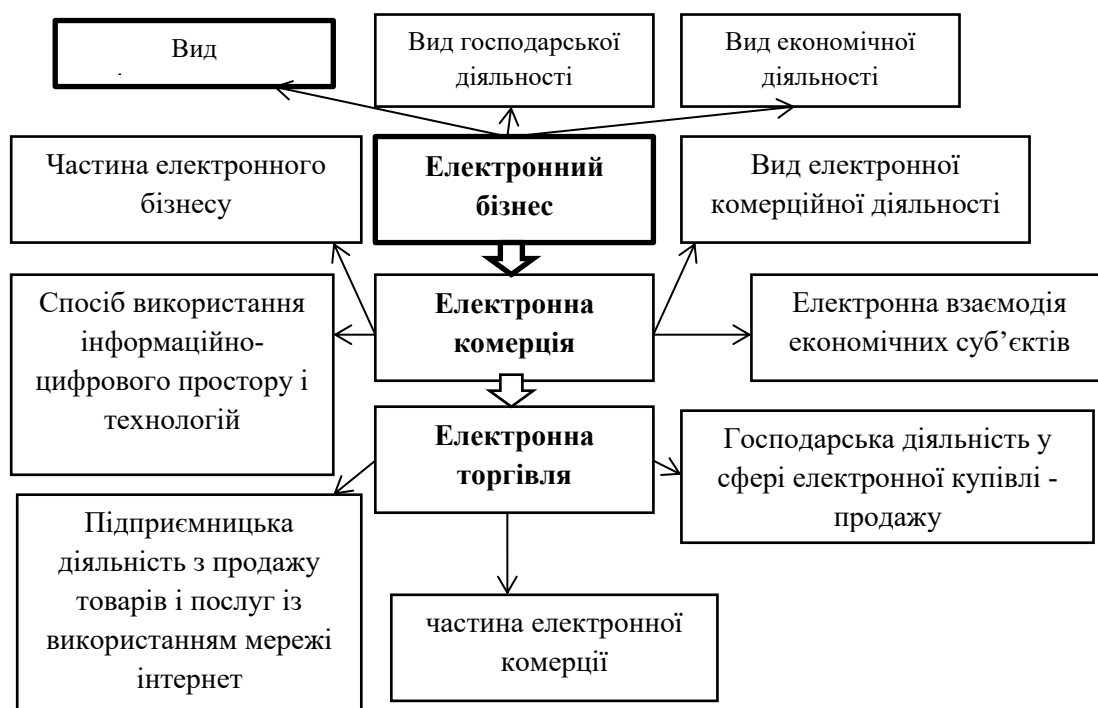 Вид
Вид господарської
діяльності
Вид економічної
діяльності
Частина електронного
бізнесу
Електронний
бізнес
Вид електронної
комерційної діяльності
Спосіб використання
інформаційно-
цифрового простору і
технологій
Електронна
комерція
Електронна взаємодія
економічних суб’єктів
Електронна
торгівля
Господарська діяльність у
сфері електронної купівлі -
продажу
Підприємницька
діяльність з продажу
товарів і послуг із
використанням мережі
інтернет
частина електронної
комерції